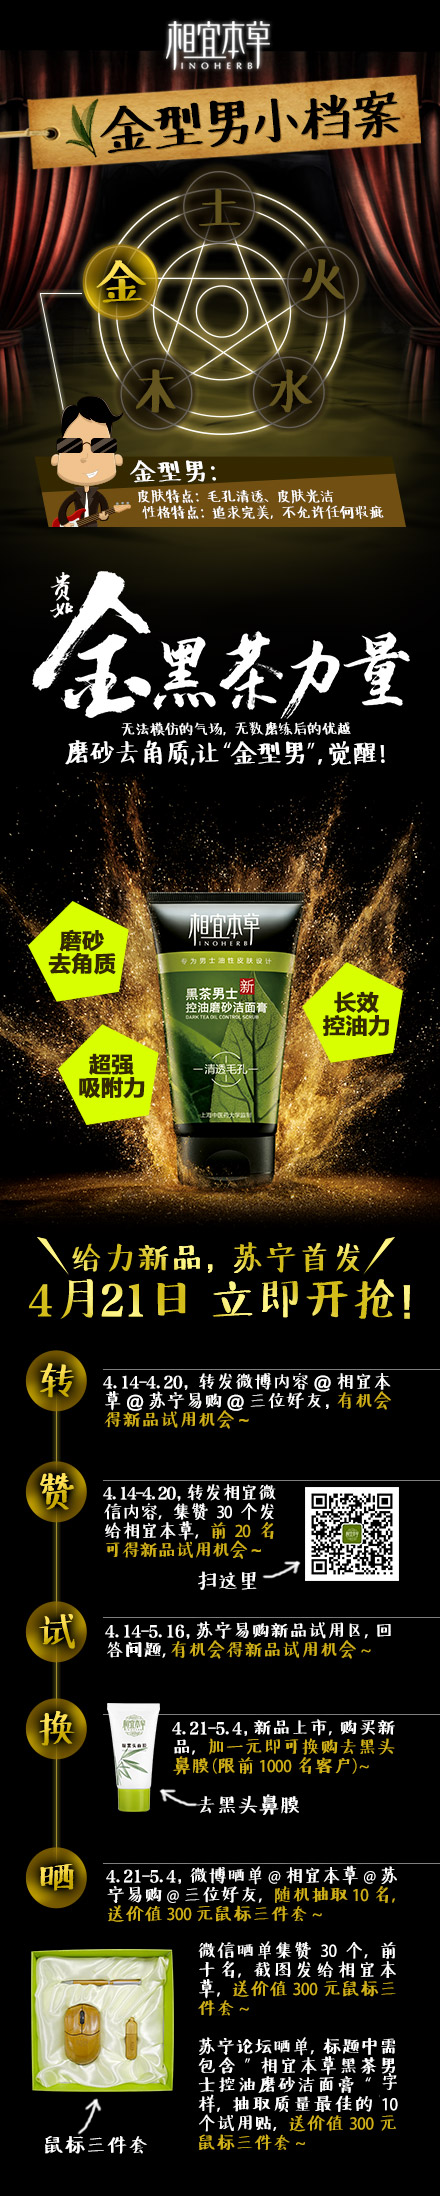 相宜本草
INOHERB
金型男小档案
土
金
火
木
水
金型男：
皮肤特点：毛孔清透、皮肤光洁
性格特点：追求完美，不允许任何瑕疵
贵如
金黑茶力量
无法模仿的气场，无数磨练后的优越
磨砂去角质,让“金型男”,觉醒!
相宜本草
INOHERB
专为男士油性皮肤设计
黑茶男士 新
控油磨砂洁面膏
DARK TEA OIL CONTROL SCRUB
清透毛孔
上海中医药大学监制
磨砂
去角质
长效
控油力
超强
吸附力
给力新品，苏宁首发
4月21日 立即开抢!
转
4.14-4.20，转发微博内容@相宜本
草@苏宁易购@三位好友，有机会
得新品试用机会~
赞
4.14-4.20,转发相宜微
信内容，集赞 30 个发
给相宜本草，前 20 名
可得新品试用机会~
扫这里
试
4.14-5.16,苏宁易购新品试用区，回
答问题,有机会得新品试用机会~
换
4.21-5.4,新品上市，购买新
品，加一元即可换购去黑头
鼻膜(限前1000名客户)~
相宜本草
去黑头鼻膜
晒
4.21-5.4，微博晒单@相宜本草@苏
宁易购@三位好友，随机抽取10名，
送价值300元鼠标三件套~
微信晒单集赞 30 个，前
十名，截图发给相宜本
草，送价值300元鼠标三
件套~
苏宁论坛晒单，标题中需
包含＂相宜本草黑茶男
士控油磨砂洁面膏＂字
样，抽取质量最佳的 10
个试用贴，送价值300元
鼠标三件套~
鼠标三件套